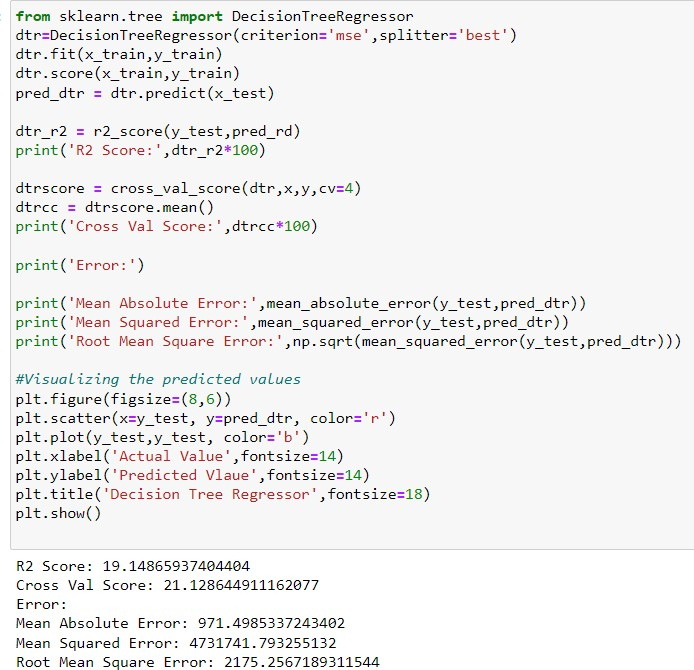 from sklearn.tree import DecisionTreeRegressor
dtr=DecisionTreeRegressor(criterion='mse',splitter='best')
dtr.fit(x_train,y_train)
dtr.score(x_train,y_train)
pred_dtr = dtr.predict(x_test)

dtr_r2 = r2_score(y_test,pred_rd)
print('R2 Score:',dtr_r2*100)

dtrscore = cross_val_score(dtr,x,y,cv=4)
dtrcc = dtrscore.mean()
print('Cross Val Score:',dtrcc*100)

print('Error:')

print('Mean Absolute Error:',mean_absolute_error(y_test,pred_dtr))
print('Mean Squared Error:',mean_squared_error(y_test,pred_dtr))
print('Root Mean Square Error:',np.sqrt(mean_squared_error(y_test,pred_dtr)))

#Visualizing the predicted values
plt.figure(figsize=(8,6))
plt.scatter(x=y_test, y=pred_dtr, color='r')
plt.plot(y_test,y_test, color='b')
plt.xlabel('Actual Value',fontsize=14)
plt.ylabel('Predicted Vlaue',fontsize=14)
plt.title('Decision Tree Regressor',fontsize=18)
plt.show()

R2 Score: 19.14865937404404
Cross Val Score: 21.128644911162077
Error:
Mean Absolute Error: 971.4985337243402
Mean Squared Error: 4731741.793255132
Root Mean Square Error: 2175.2567189311544